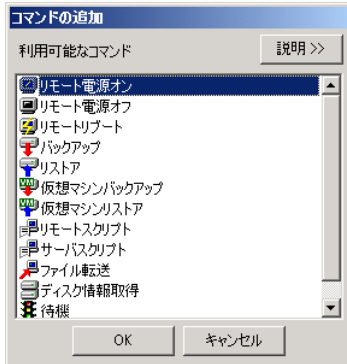 コマンドの追加
利用可能なコマンド
説明 >>
リモート電源オン
リモート電源オフ
リモートリブート
バックアップ
リストア
仮想マシンバックアップ
仮想マシンリストア
リモートスクリプト
サーバスクリプト
ファイル転送
ディスク情報取得
待機
OK
キャンセル